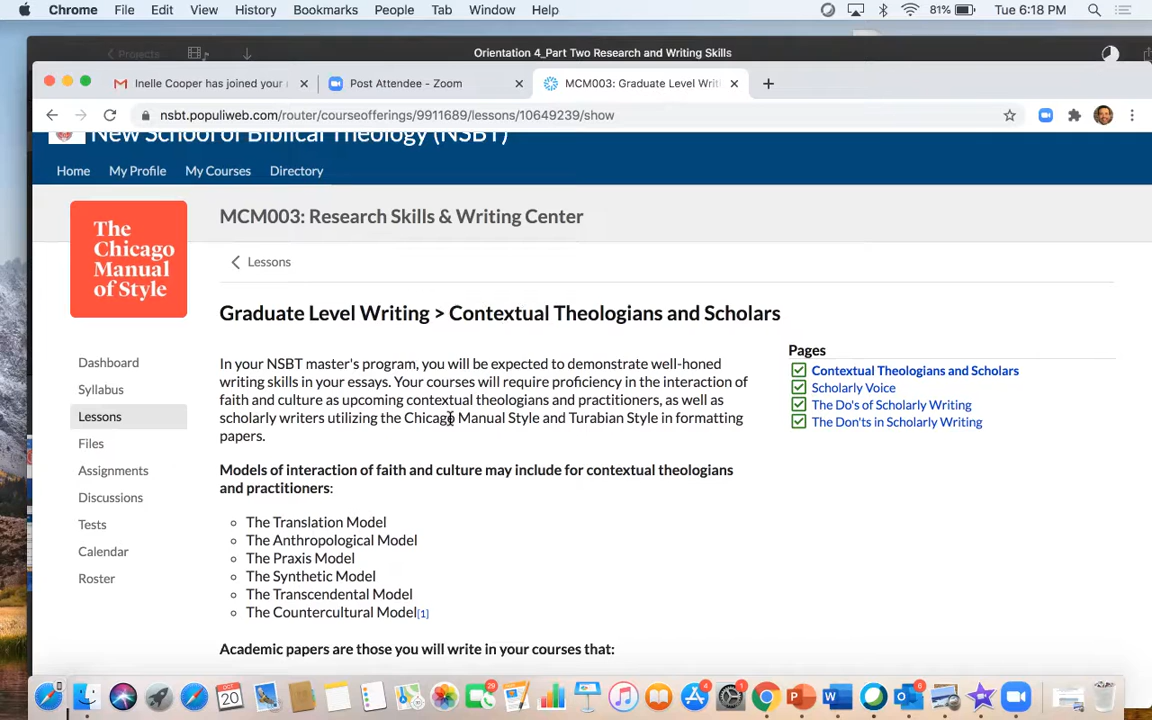 Chrome File Edit View History Bookmarks People Tab Window Help 81% Tue 6:18 PM
Projects Orientation 4_Part Two Research and Writing Skills
Inelle Cooper has joined your Post Attendee - Zoom MCM003: Graduate Level Writi
nsbt.populiweb.com/router/courseofferings/9911689/lessons/10649239/show
New School of Biblical Theology (NSBT)
Home My Profile My Courses Directory
The
Chicago
Manual
of Style
MCM003: Research Skills & Writing Center
Lessons
Dashboard
Syllabus
Lessons
Files
Assignments
Discussions
Tests
Calendar
Roster
Graduate Level Writing > Contextual Theologians and Scholars
In your NSBT master's program, you will be expected to demonstrate well-honed
writing skills in your essays. Your courses will require proficiency in the interaction of
faith and culture as upcoming contextual theologians and practitioners, as well as
scholarly writers utilizing the Chicago Manual Style and Turabian Style in formatting
papers.
Models of interaction of faith and culture may include for contextual theologians
and practitioners:
The Translation Model
The Anthropological Model
The Praxis Model
The Synthetic Model
The Transcendental Model
The Countercultural Model[1]
Academic papers are those you will write in your courses that:
Pages
Contextual Theologians and Scholars
Scholarly Voice
The Do's of Scholarly Writing
The Don'ts in Scholarly Writing
OCT
20
29
4
1
6